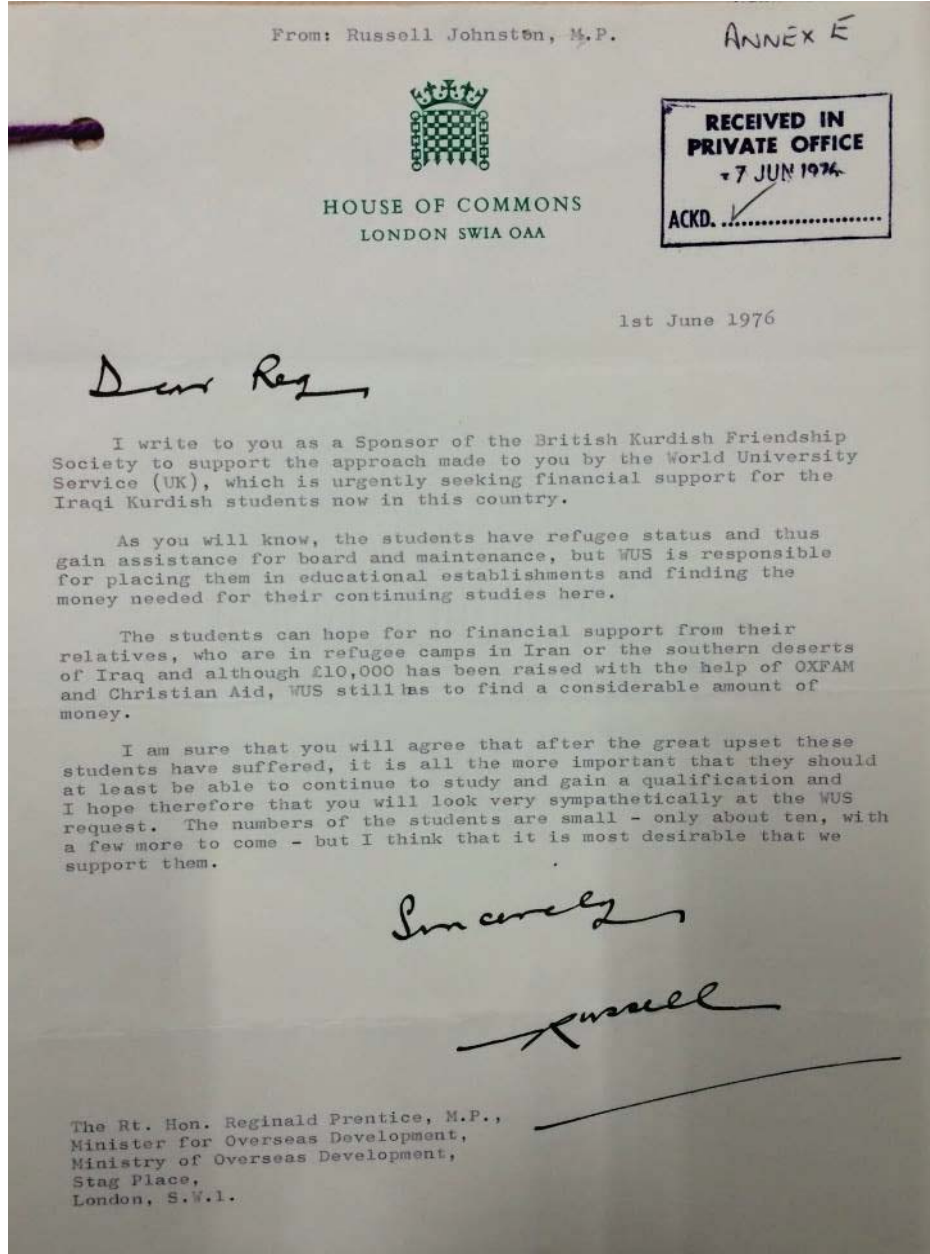 From: Russell Johnston, M.P.
ANNEX E
RECEIVED IN
PRIVATE OFFICE
-7 JUN 1976
ACKD. ........................
HOUSE OF COMMONS
LONDON SW1A 0AA
1st June 1976
Dear Reg
I write to you as a Sponsor of the British Kurdish Friendship
Society to support the approach made to you by the World University
Service (UK), which is urgently seeking financial support for the
Iraqi Kurdish students now in this country.
As you will know, the students have refugee status and thus
gain assistance for board and maintenance, but WUS is responsible
for placing them in educational establishments and finding the
money needed for their continuing studies here.
The students can hope for no financial support from their
relatives, who are in refugee camps in Iran or the southern deserts
of Iraq and although £10,000 has been raised with the help of OXFAM
and Christian Aid, WUS still has to find a considerable amount of
money.
I am sure that you will agree that after the great upset these
students have suffered, it is all the more important that they should
at least be able to continue to study and gain a qualification and
I hope therefore that you will look very sympathetically at the WUS
request. The numbers of the students are small - only about ten, with
a few more to come - but I think that it is most desirable that we
support them.
Sincerely
Russell
The Rt. Hon. Reginald Prentice, M.P.,
Minister for Overseas Development,
Ministry of Overseas Development,
Stag Place,
London, S.W.1.